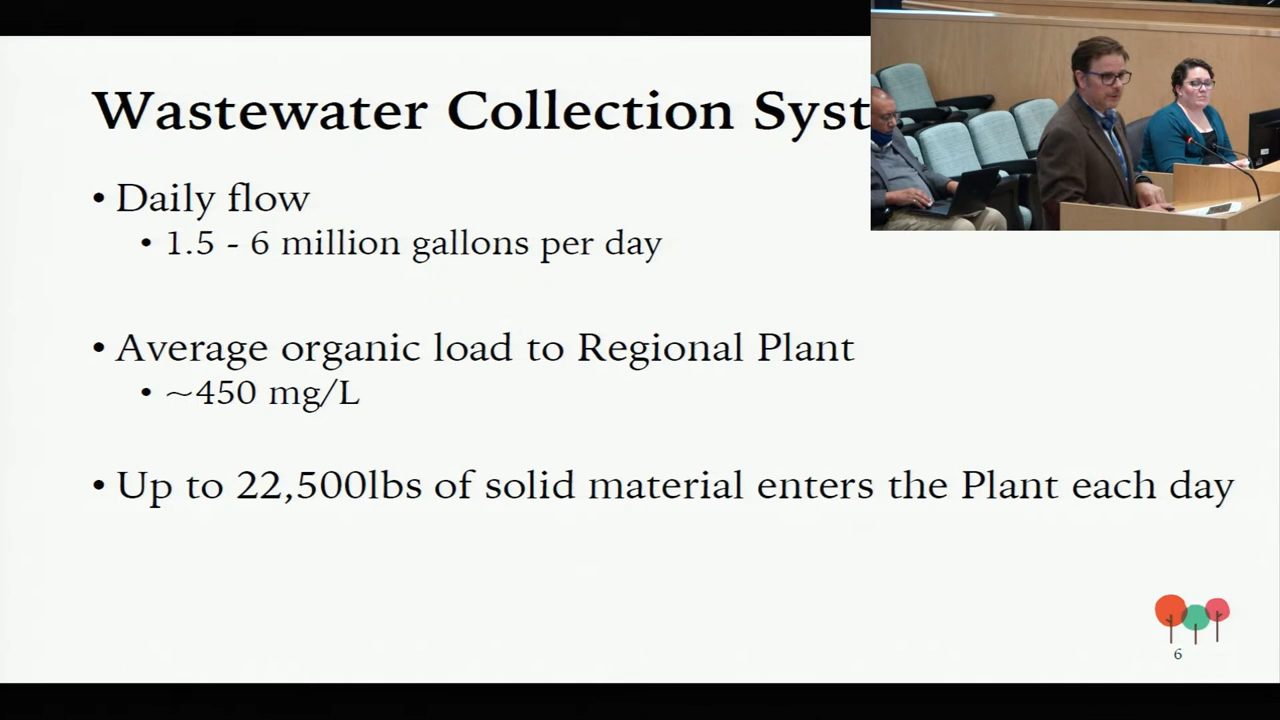 Wastewater Collection Syst
• Daily flow
• 1.5 - 6 million gallons per day
• Average organic load to Regional Plant
• ~450 mg/L
• Up to 22,500lbs of solid material enters the Plant each day
6